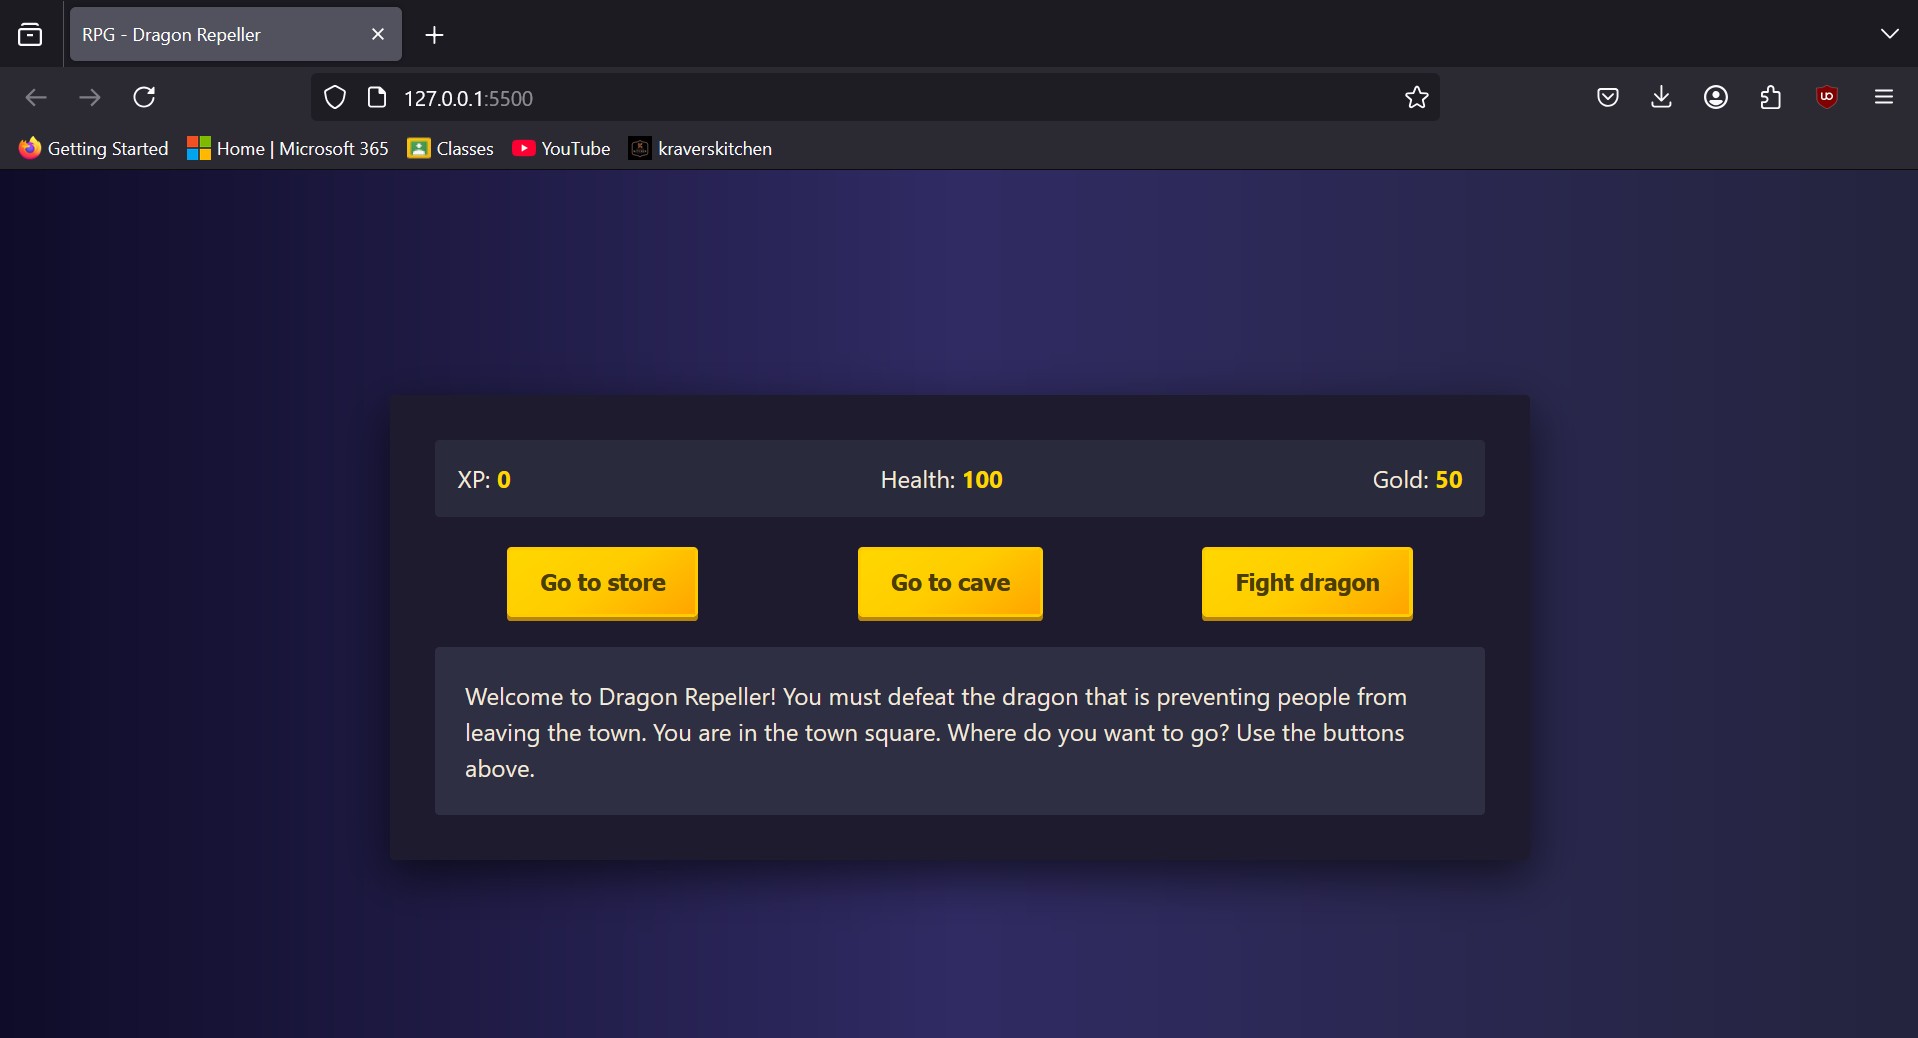 RPG - Dragon Repeller
127.0.0.1:5500
Getting Started Home | Microsoft 365 Classes YouTube kraverskitchen
XP: 0 Health: 100 Gold: 50
Go to store Go to cave Fight dragon
Welcome to Dragon Repeller! You must defeat the dragon that is preventing people from
leaving the town. You are in the town square. Where do you want to go? Use the buttons
above.